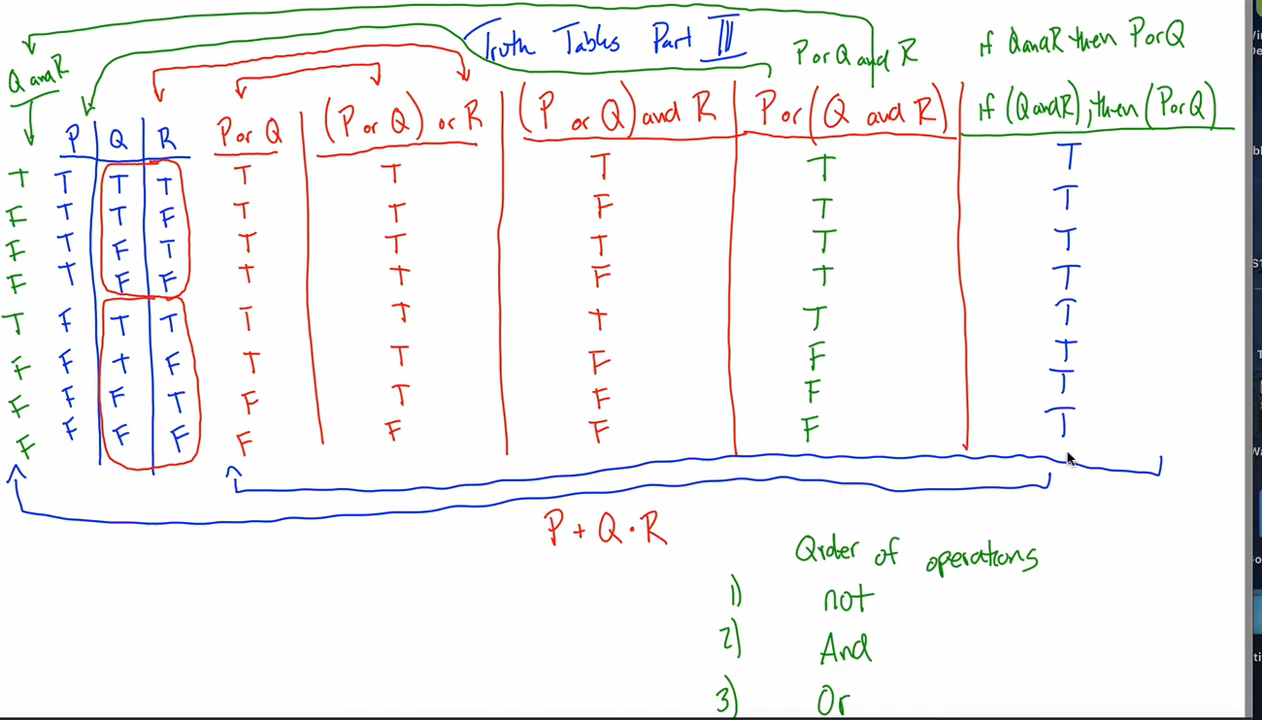 Truth Tables Part III
P or Q and R
if Q and R then P or Q
Q and R
P Q R P or Q (P or Q) or R (P or Q) and R P or (Q and R) if (Q and R), then (P or Q)
T T T T T T T T T
F T T F T T F T T
F T F T T T T T T
F T F F T T F T T
T F T T T T T T T
F F T F T T F F T
F F F T F T F F T
F F F F F F F F T
P + Q · R
Order of operations
1) not
2) And
3) Or